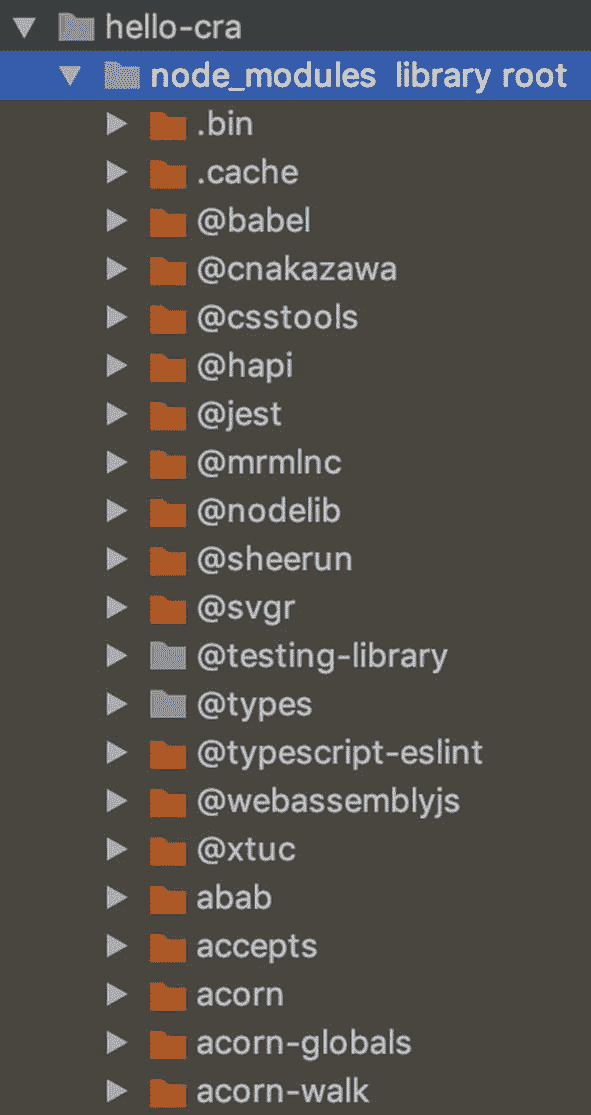 hello-cra
node_modules library root
.bin
.cache
@babel
@cnakazawa
@csstools
@hapi
@jest
@mrmlnc
@nodelib
@sheerun
@svgr
@testing-library
@types
@typescript-eslint
@webassemblyjs
@xtuc
abab
accepts
acorn
acorn-globals
acorn-walk